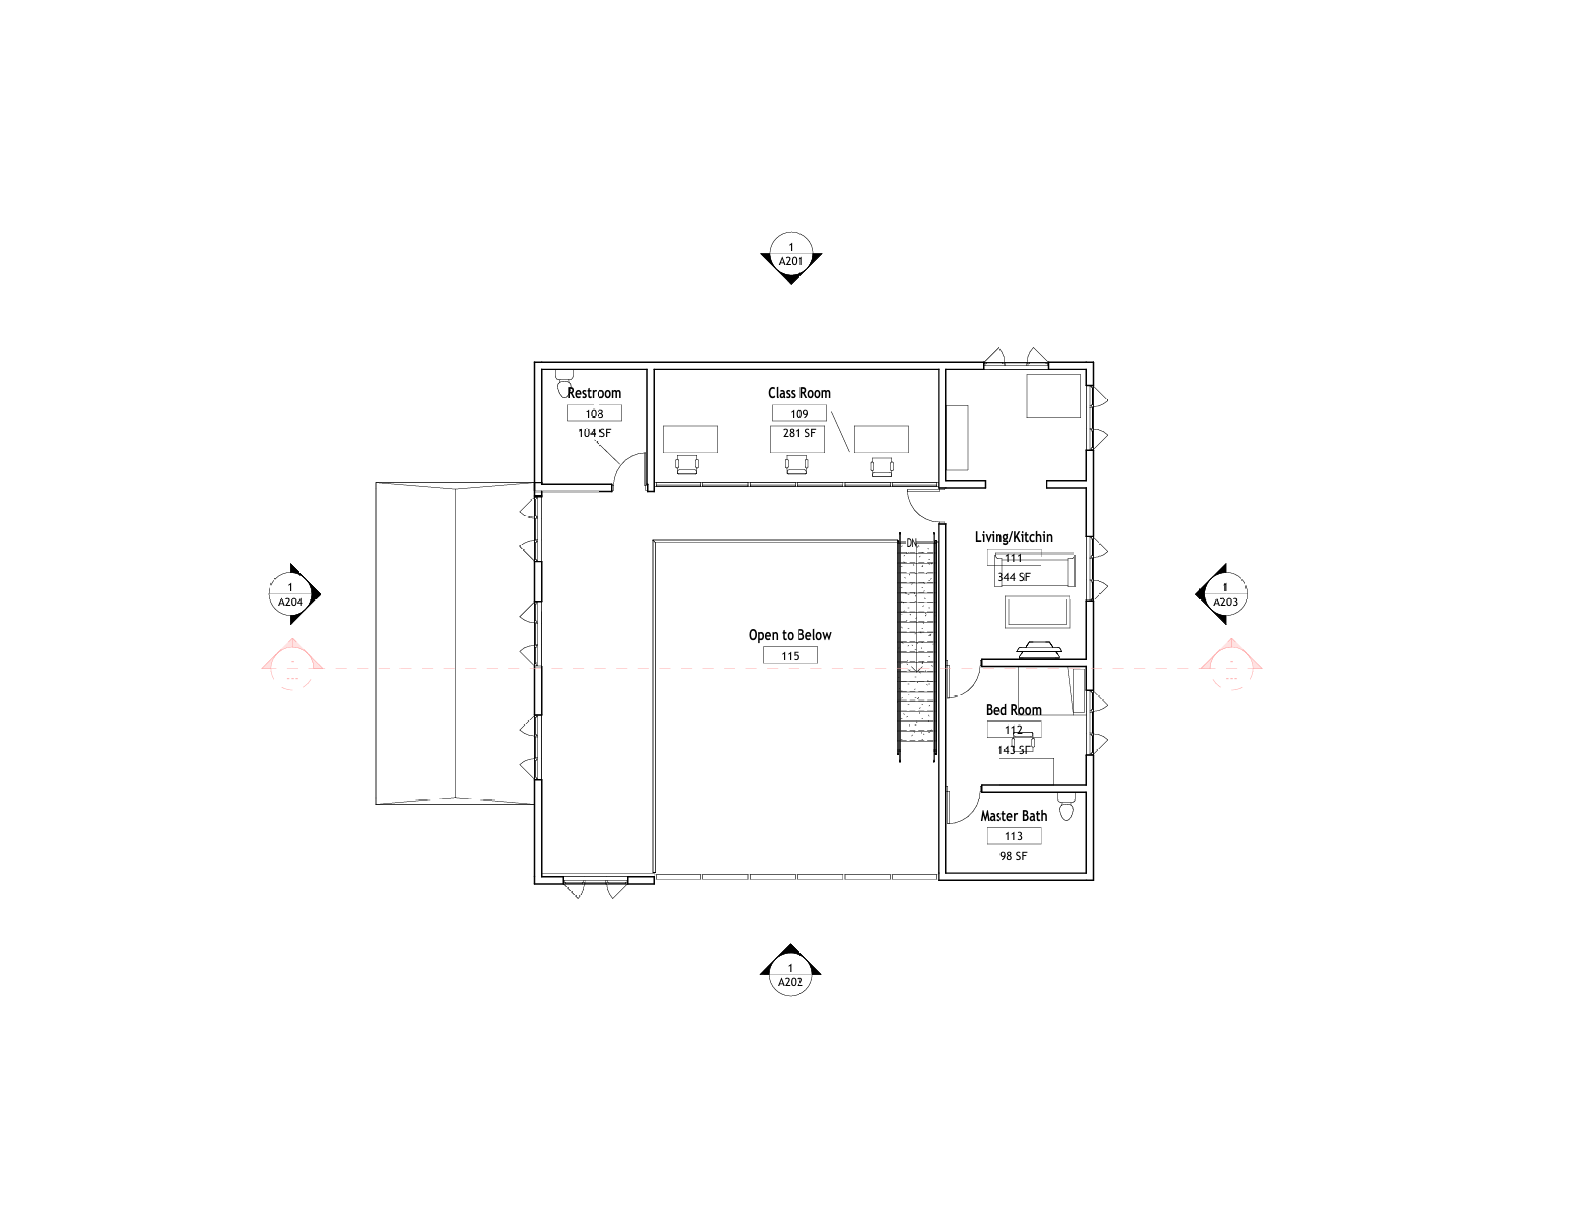 1
A201
Restroom
108
104 SF
Class Room
109
281 SF
Living/Kitchin
111
344 SF
DN
1
A204
1
A203
Open to Below
115
Bed Room
112
143 SF
Master Bath
113
98 SF
1
A202